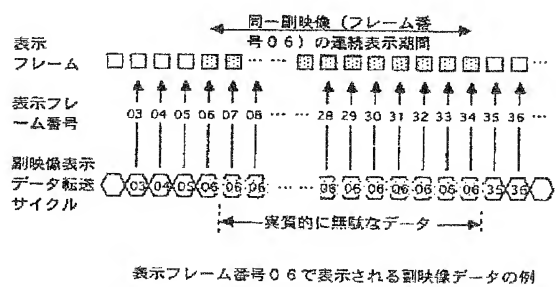 同一副映像（フレーム番
号０６）の連続表示期間
表示
フレーム
… …
…
表示フレ
ーム番号
03 04 05 06 07 08 … … 28 29 30 31 32 33 34 35 36 …
副映像表示
データ転送
サイクル
03 04 05 06 06 06 … … 06 06 06 06 06 06 06 35 36 …
実質的に無駄なデータ
表示フレーム番号０６で表示される副映像データの例